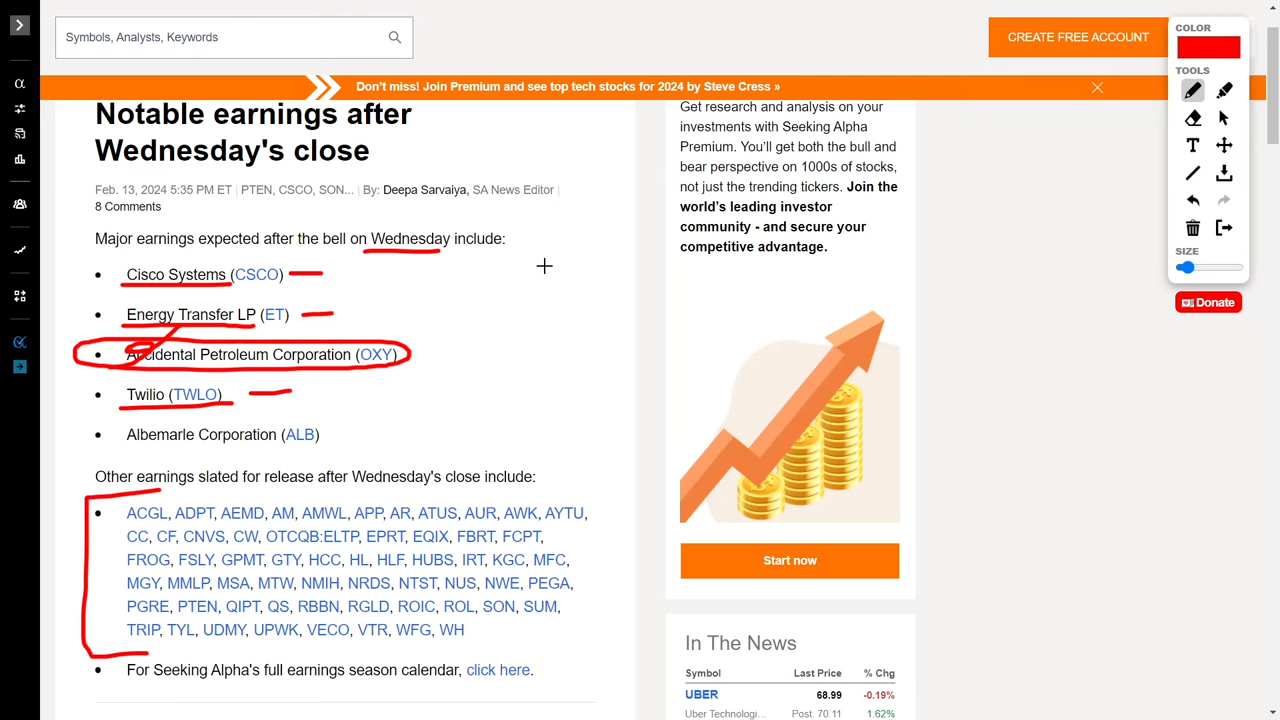 Symbols, Analysts, Keywords
CREATE FREE ACCOUNT
Don't miss! Join Premium and see top tech stocks for 2024 by Steve Cress »
Notable earnings after
Wednesday's close
Feb. 13, 2024 5:35 PM ET | PTEN, CSCO, SON... | By: Deepa Sarvaiya, SA News Editor |
8 Comments
Major earnings expected after the bell on Wednesday include:
• Cisco Systems (CSCO)
• Energy Transfer LP (ET)
• Accidental Petroleum Corporation (OXY)
• Twilio (TWLO)
• Albemarle Corporation (ALB)
Other earnings slated for release after Wednesday's close include:
• ACGL, ADPT, AEMD, AM, AMWL, APP, AR, ATUS, AUR, AWK, AYTU,
CC, CF, CNVS, CW, OTCQB:ELTP, EPRT, EQIX, FBRT, FCPT,
FROG, FSLY, GPMT, GTY, HCC, HL, HLF, HUBS, IRT, KGC, MFC,
MGY, MMLP, MSA, MTW, NMIH, NRDS, NTST, NUS, NWE, PEGA,
PGRE, PTEN, QIPT, QS, RBBN, RGLD, ROIC, ROL, SON, SUM,
TRIP, TYL, UDMY, UPWK, VECO, VTR, WFG, WH
• For Seeking Alpha's full earnings season calendar, click here.
Get research and analysis on your
investments with Seeking Alpha
Premium. You'll get both the bull and
bear perspective on 1000s of stocks,
not just the trending tickers. Join the
world's leading investor
community - and secure your
competitive advantage.
Start now
In The News
Symbol Last Price % Chg
UBER 68.99 -0.19%
Uber Technologi... Post. 70.11 1.62%
COLOR
TOOLS
T
SIZE
Donate